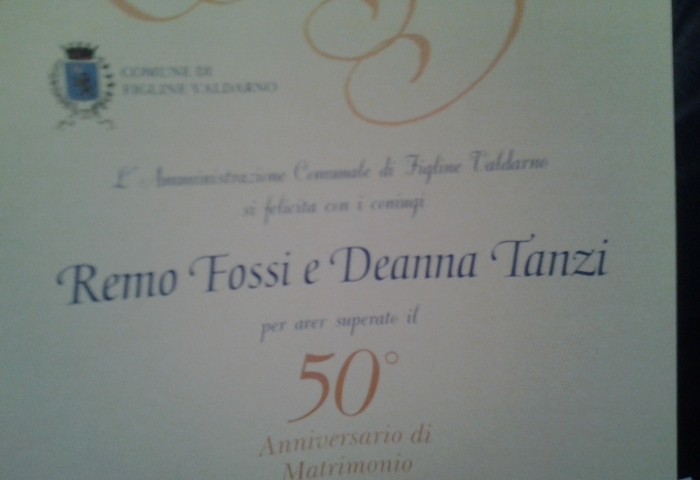 COMUNE DI
FIGLINE VALDARNO
L'Amministrazione Comunale di Figline Valdarno
si felicita con i coniugi
Remo Fossi e Deanna Tanzi
per aver superato il
50°
Anniversario di
Matrimonio